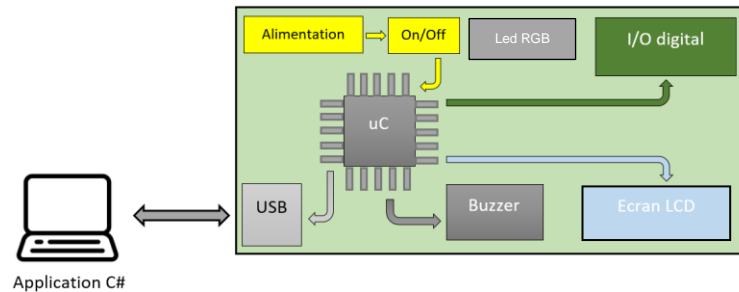 Alimentation
On/Off
Led RGB
I/O digital
uC
USB
Buzzer
Ecran LCD
Application C#